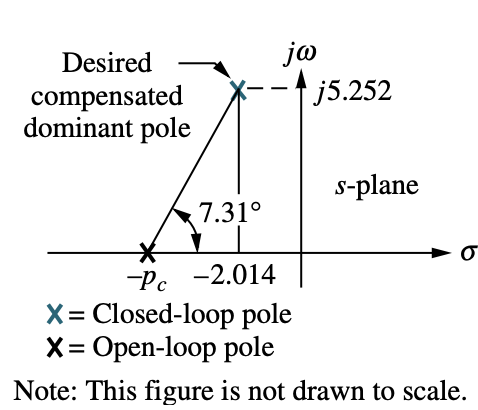 Desired
compensated
dominant pole
jω
j5.252
s-plane
7.31°
σ
−p_c
−2.014
X = Closed-loop pole
X = Open-loop pole
Note: This figure is not drawn to scale.